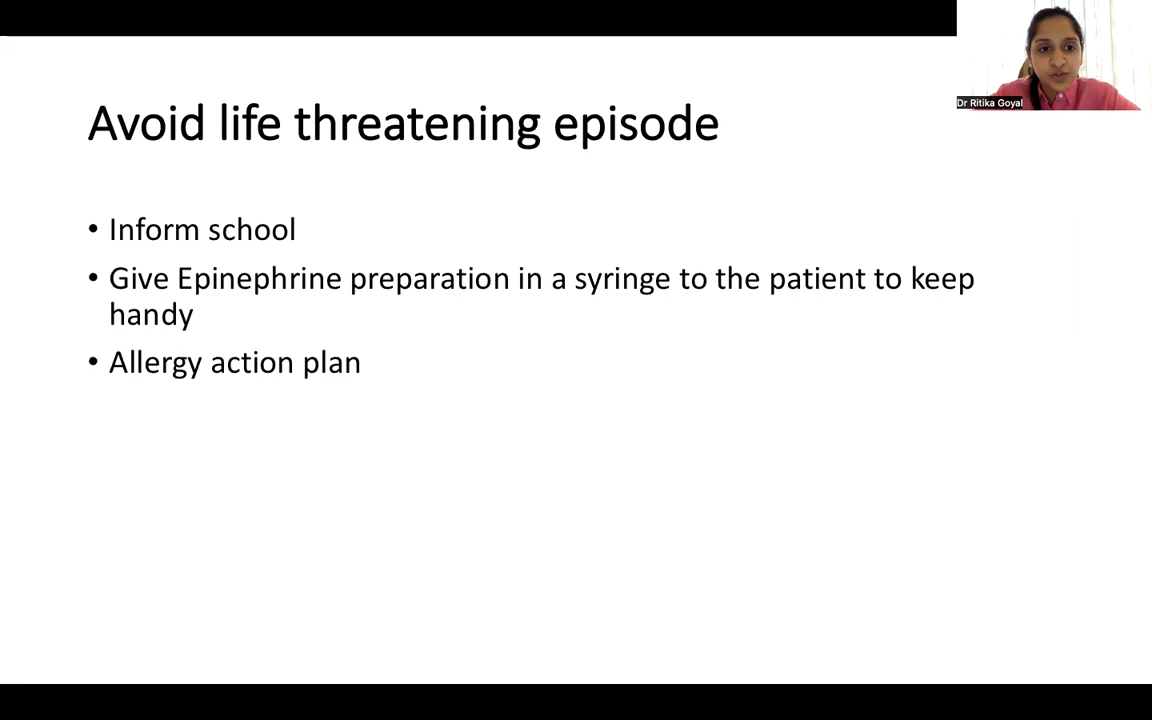 Dr Ritika Goyal
Avoid life threatening episode
• Inform school
• Give Epinephrine preparation in a syringe to the patient to keep
handy
• Allergy action plan